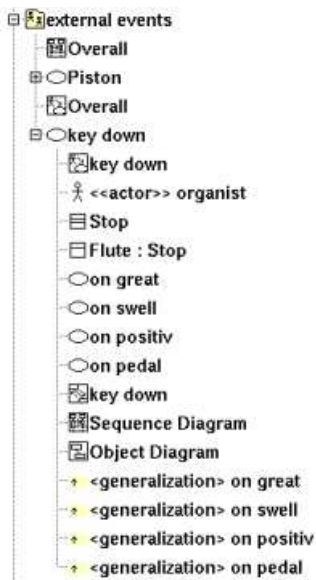 external events
Overall
Piston
Overall
key down
key down
<<actor>> organist
Stop
Flute : Stop
on great
on swell
on positiv
on pedal
key down
Sequence Diagram
Object Diagram
<generalization> on great
<generalization> on swell
<generalization> on positiv
<generalization> on pedal